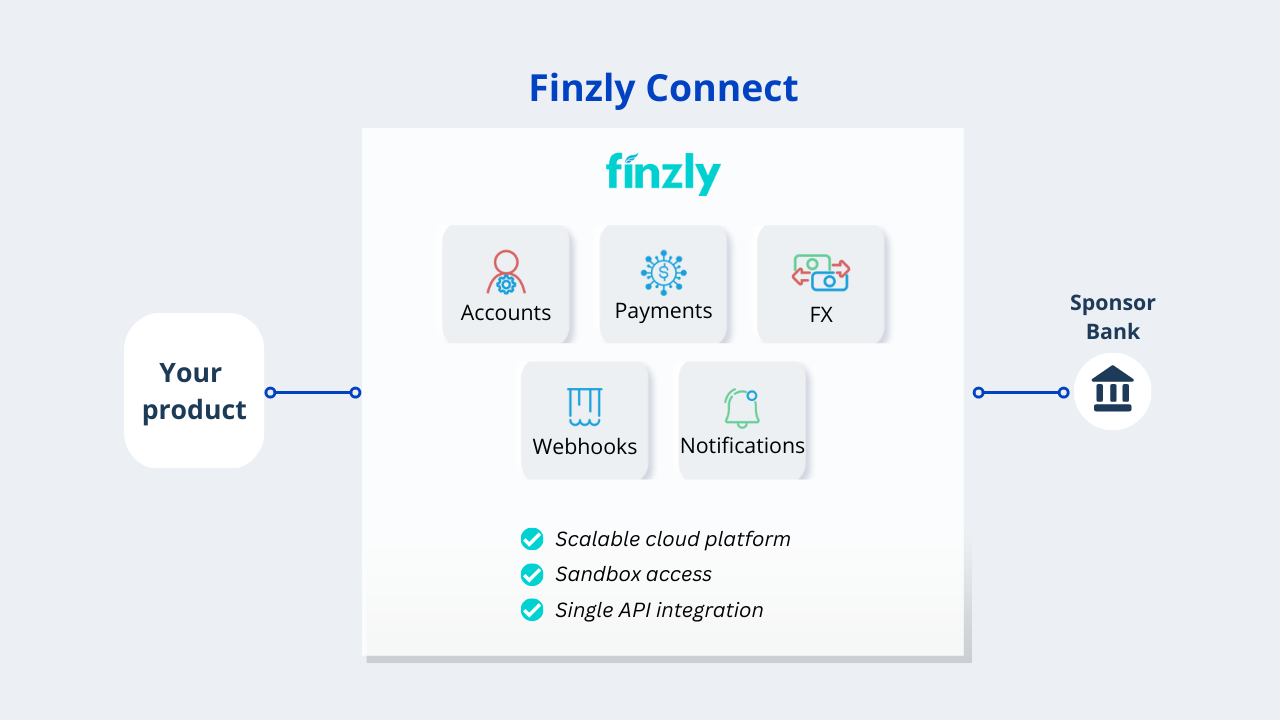 Finzly Connect
finzly
Accounts
Payments
FX
Webhooks
Notifications
Your
product
Sponsor
Bank
Scalable cloud platform
Sandbox access
Single API integration